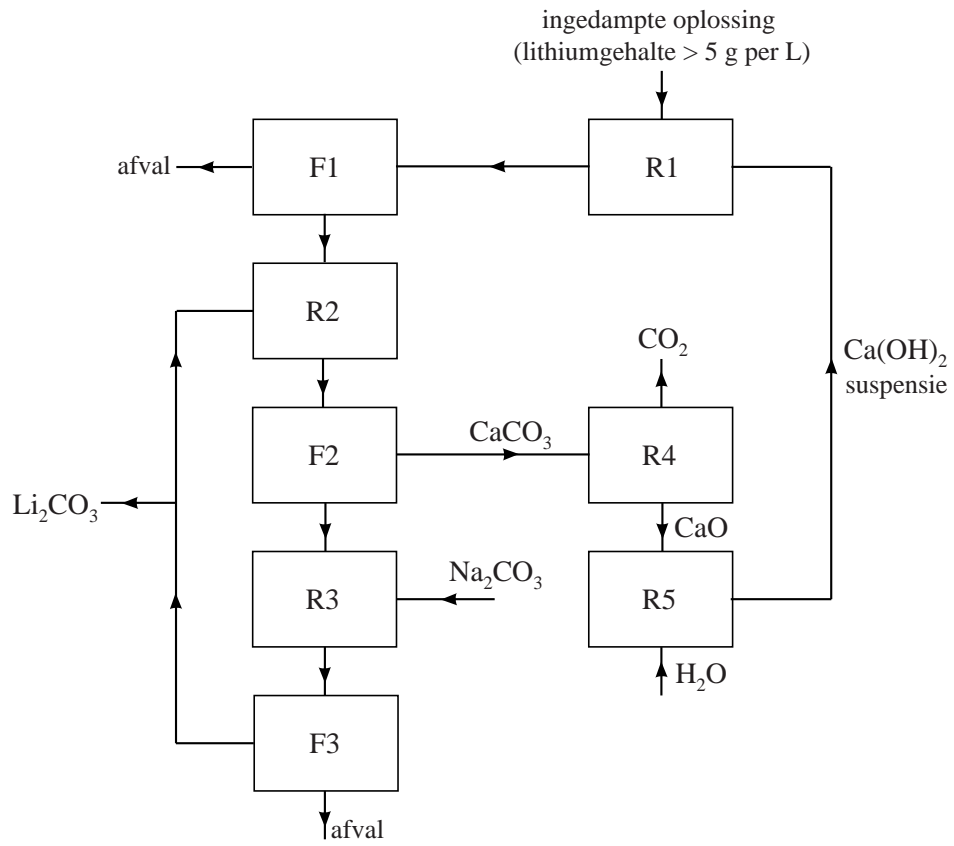 ingedampte oplossing
(lithiumgehalte > 5 g per L)
afval
F1
R1
R2
CO₂
Ca(OH)₂
suspensie
F2
CaCO₃
R4
Li₂CO₃
CaO
R3
Na₂CO₃
R5
H₂O
F3
afval